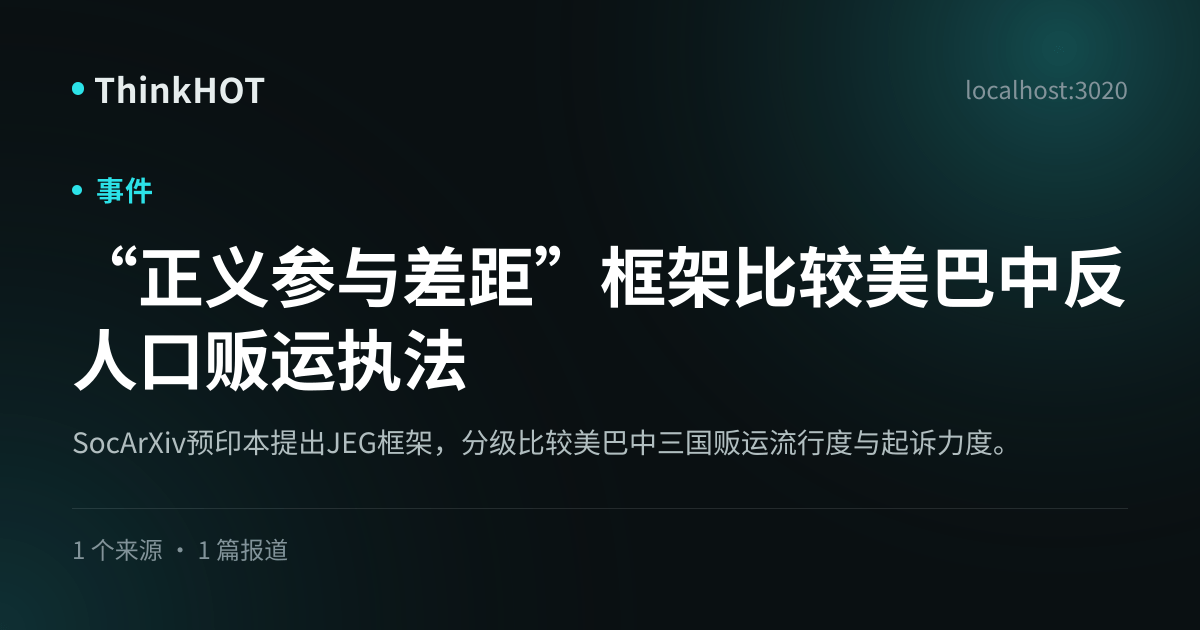 ThinkHOT
localhost:3020
事件
“正义参与差距”框架比较美巴中反
人口贩运执法
SocArXiv预印本提出JEG框架，分级比较美巴中三国贩运流行度与起诉力度。
1 个来源 · 1 篇报道